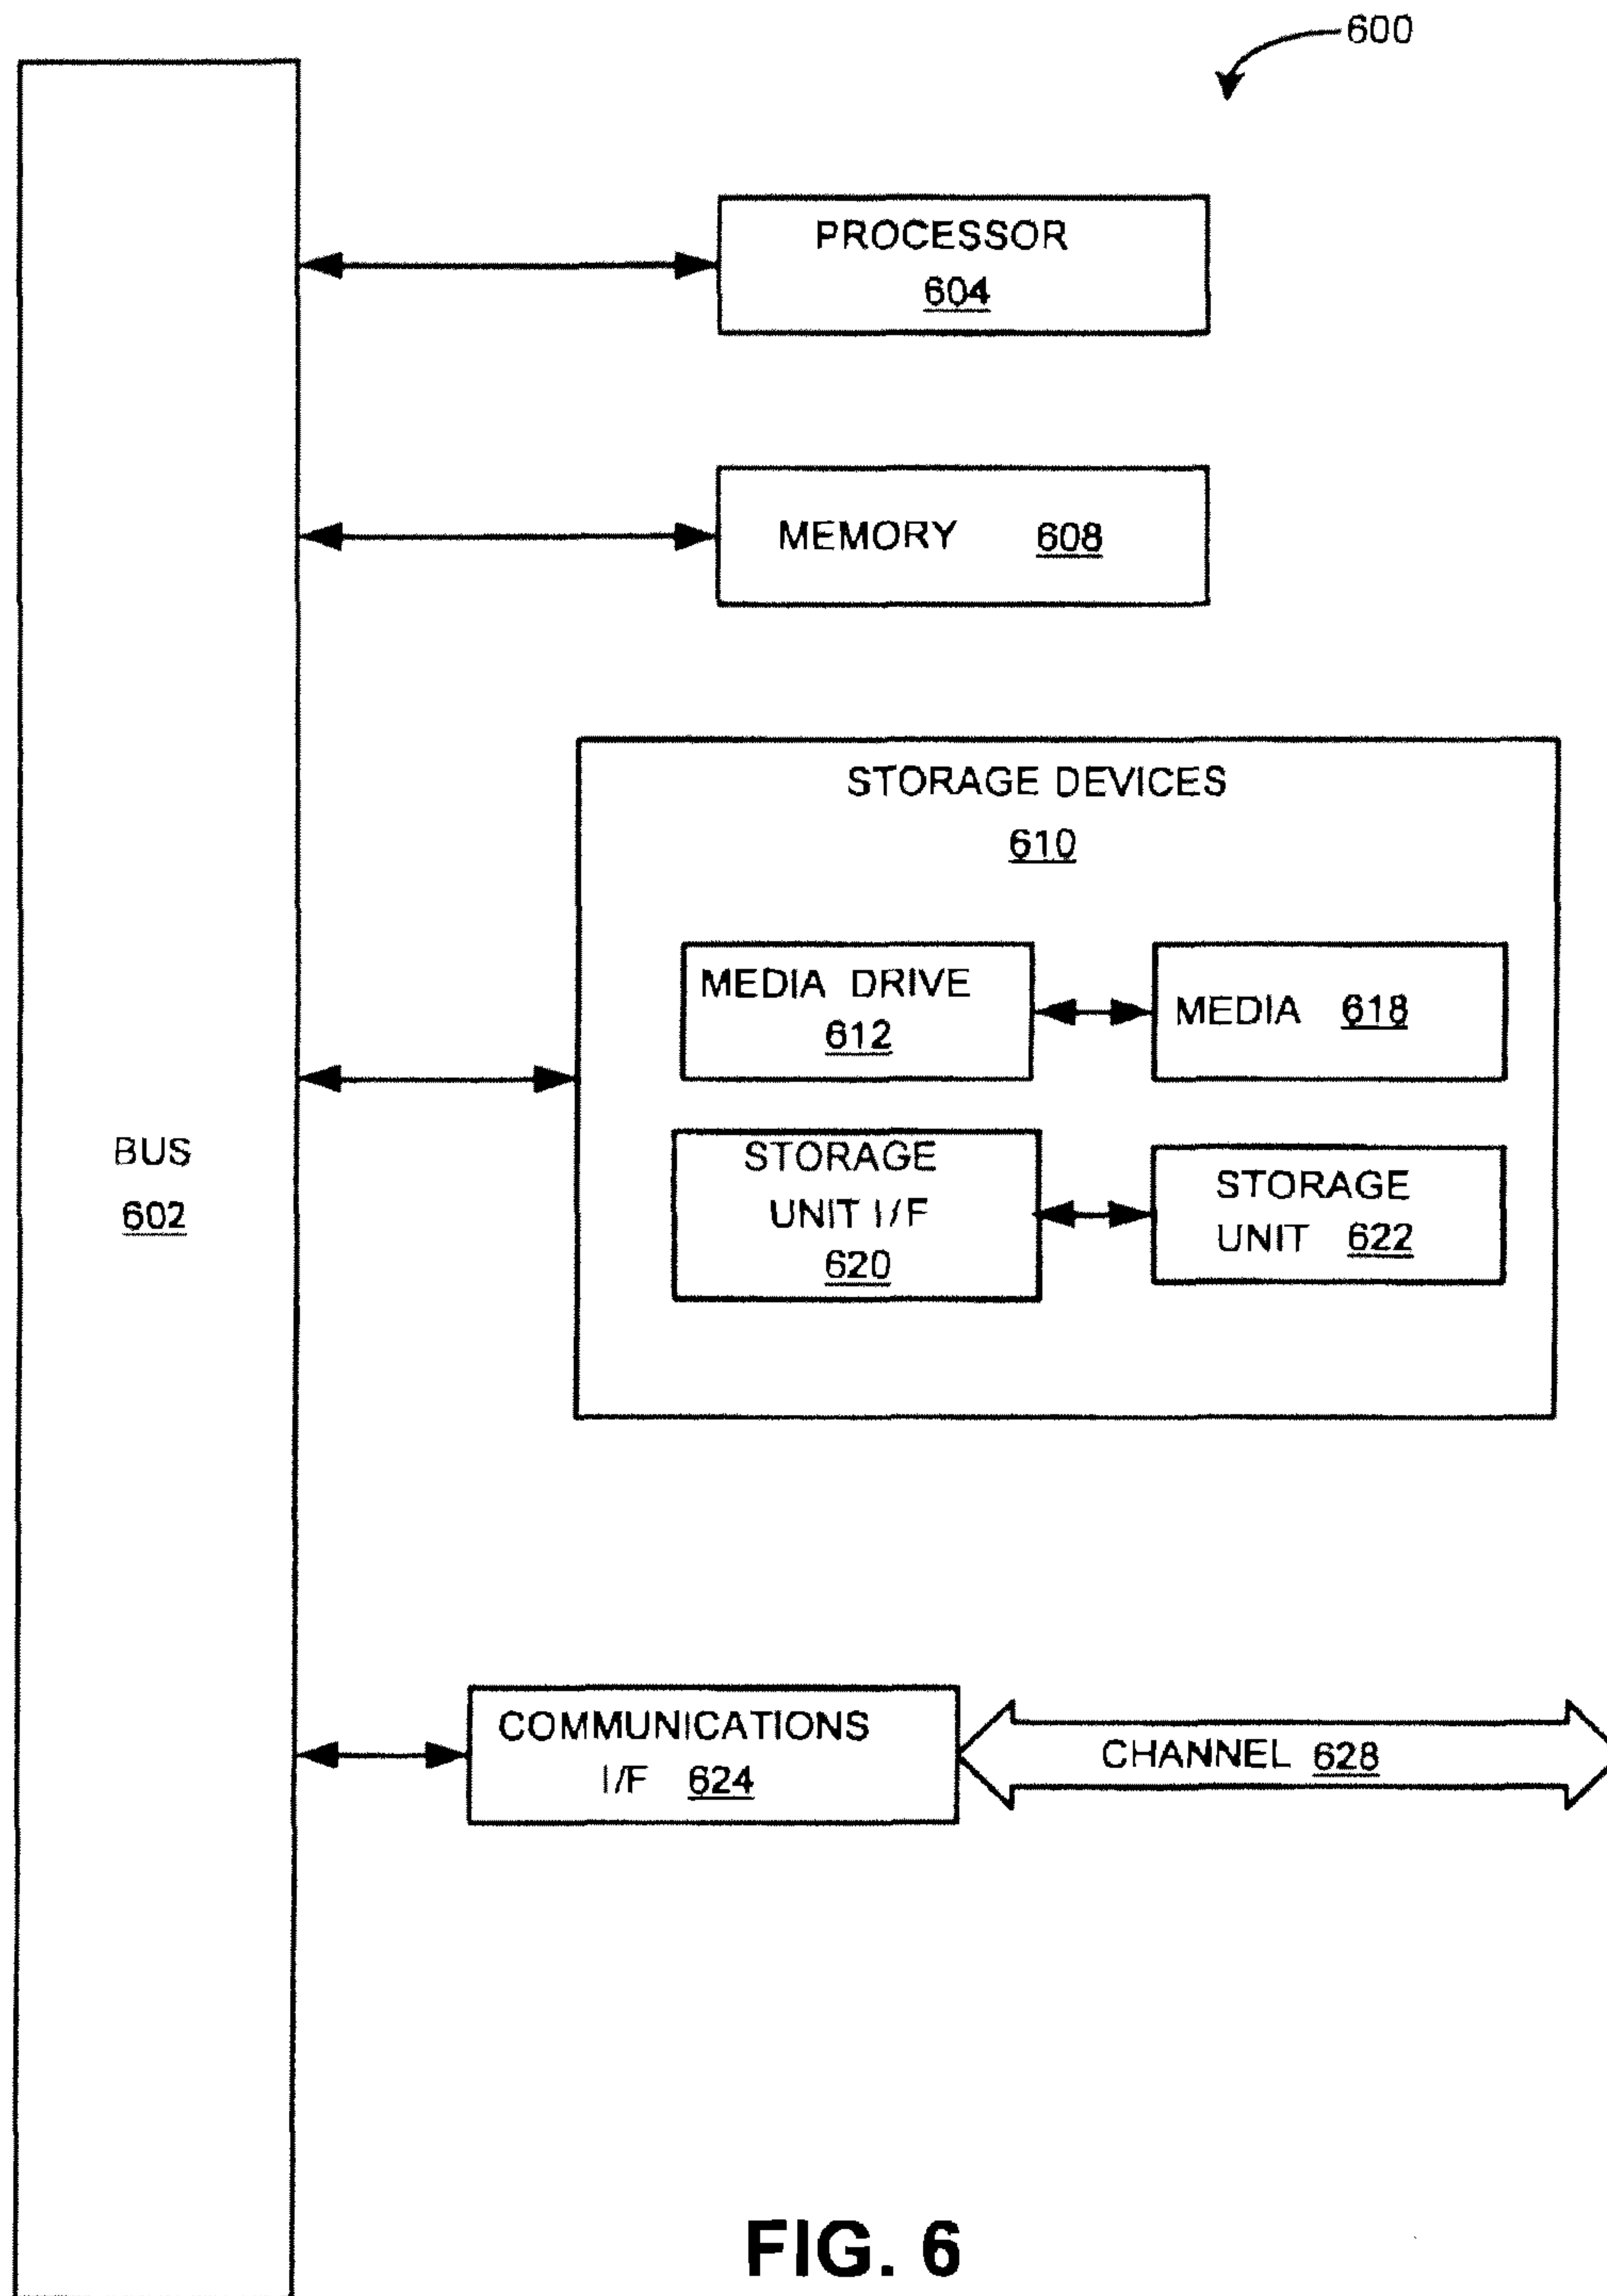 600
PROCESSOR
604
MEMORY 608
STORAGE DEVICES
610
MEDIA DRIVE
612
MEDIA 618
BUS
602
STORAGE
UNIT I/F
620
STORAGE
UNIT 622
COMMUNICATIONS
I/F 624
CHANNEL 628
FIG. 6